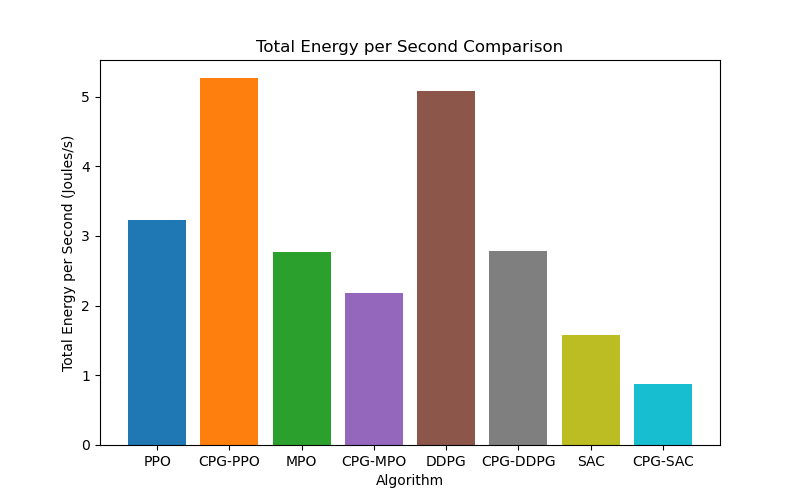 Total Energy per Second Comparison
Total Energy per Second (Joules/s)
5
4
3
2
1
0
PPO CPG-PPO MPO CPG-MPO DDPG CPG-DDPG SAC CPG-SAC
Algorithm